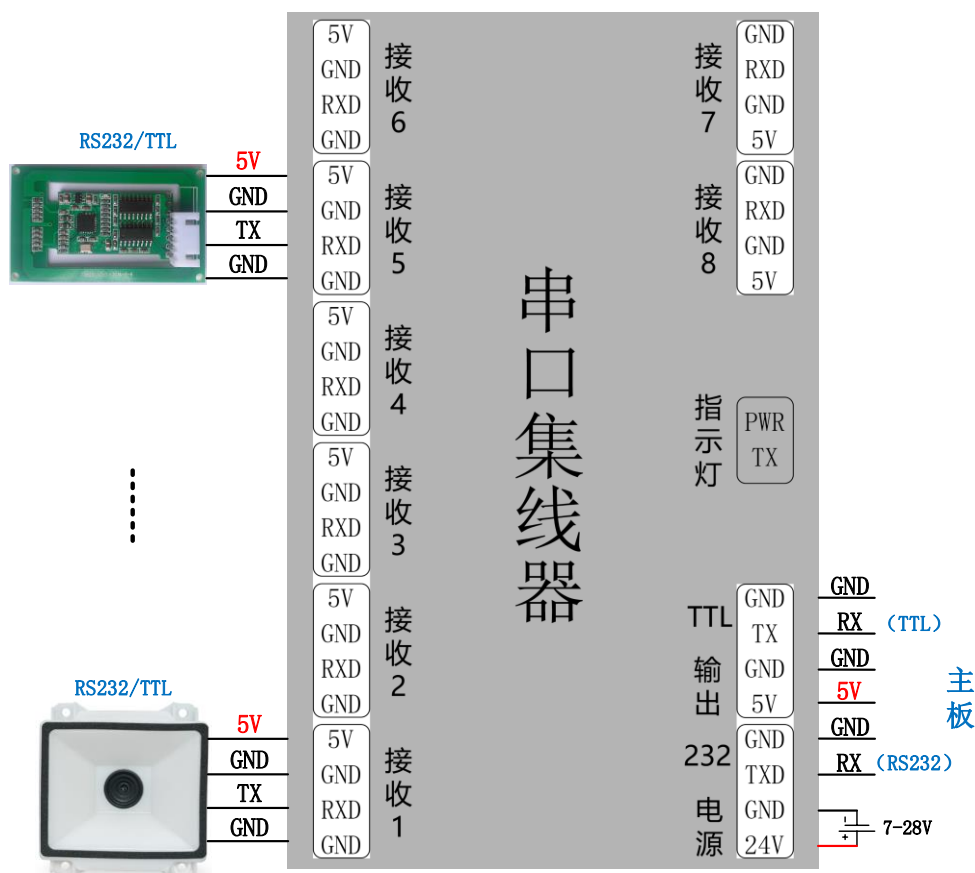 RS232/TTL
5V
GND
TX
GND
RS232/TTL
5V
GND
TX
GND
5V
GND
RXD
GND
接收6
5V
GND
RXD
GND
接收5
5V
GND
RXD
GND
接收4
5V
GND
RXD
GND
接收3
5V
GND
RXD
GND
接收2
5V
GND
RXD
GND
接收1
串口集线器
接收7
GND
RXD
GND
5V
接收8
GND
RXD
GND
5V
指示灯
PWR
TX
TTL
输出
GND
TX
GND
5V
232
GND
TXD
电源
GND
24V
GND
RX (TTL)
GND
5V
GND
RX (RS232)
主板
- 
+
7-28V